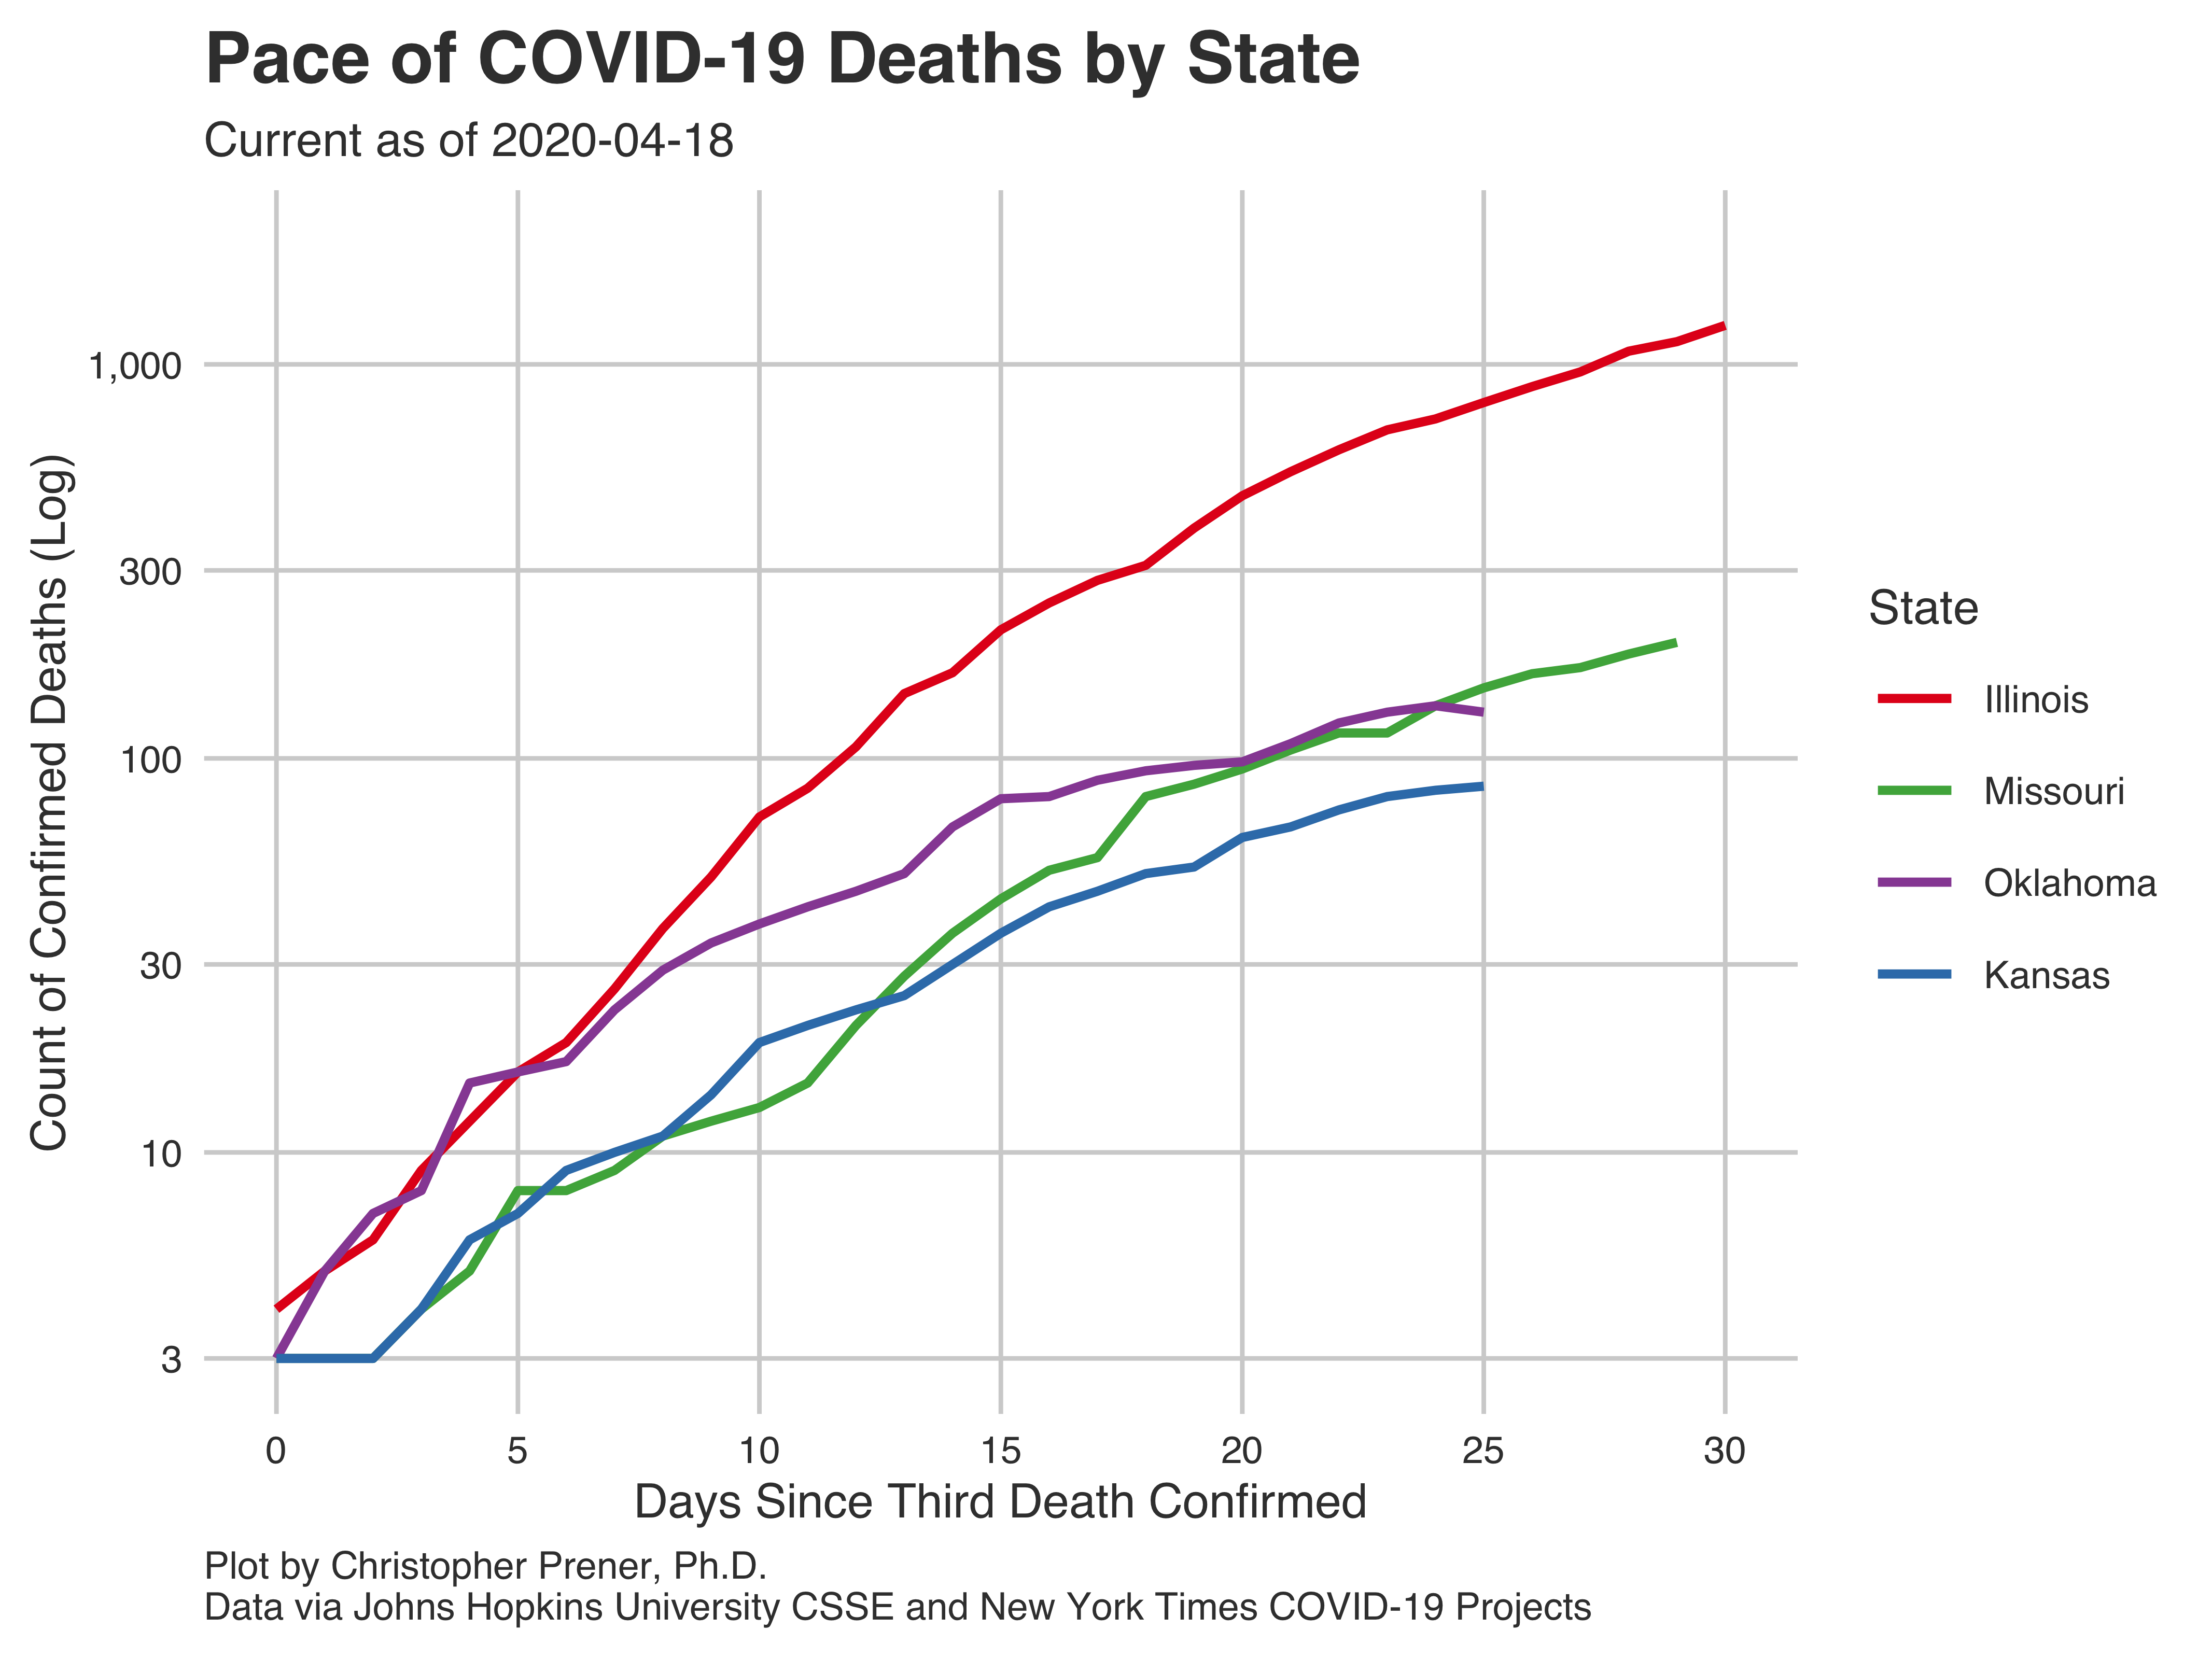 Pace of COVID-19 Deaths by State
Current as of 2020-04-18
Count of Confirmed Deaths (Log)
1,000
300
100
30
10
3
0 5 10 15 20 25 30
Days Since Third Death Confirmed
State
Illinois
Missouri
Oklahoma
Kansas
Plot by Christopher Prener, Ph.D.
Data via Johns Hopkins University CSSE and New York Times COVID-19 Projects